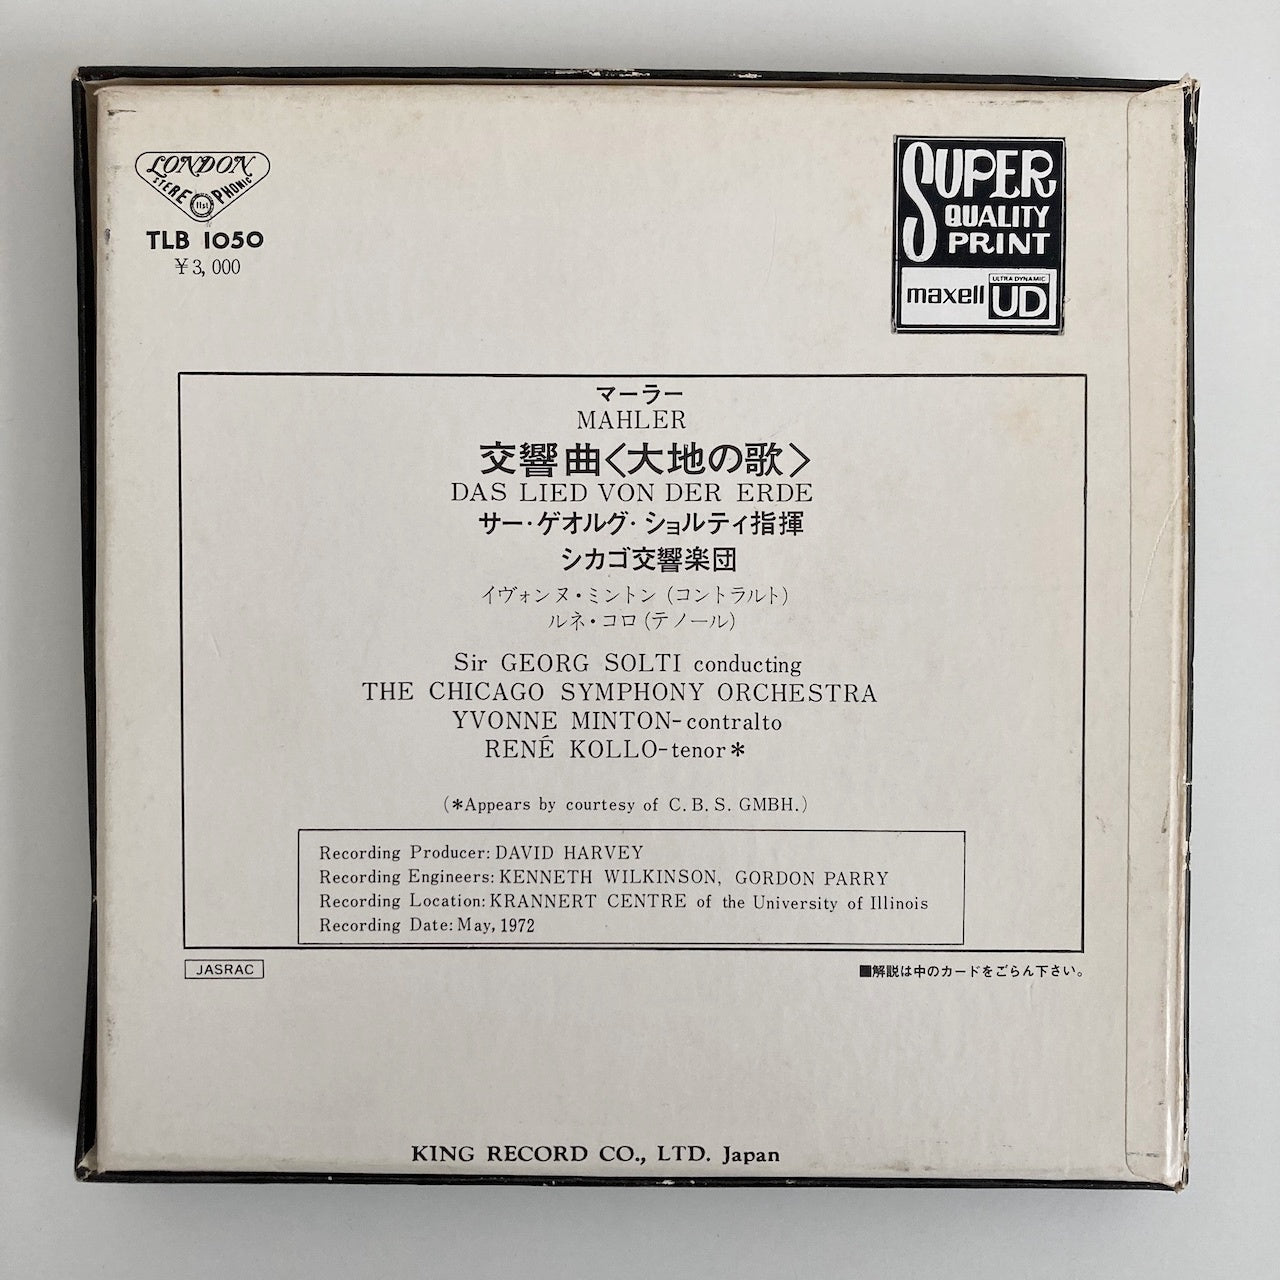 LONDON
STEREOPHONIC
ffst
TLB 1050
¥3,000
SUPER
QUALITY
PRINT
ULTRA DYNAMIC
maxell UD
マーラー
MAHLER
交響曲〈大地の歌〉
DAS LIED VON DER ERDE
サー・ゲオルグ・ショルティ指揮
シカゴ交響楽団
イヴォンヌ・ミントン(コントラルト)
ルネ・コロ(テノール)
Sir GEORG SOLTI conducting
THE CHICAGO SYMPHONY ORCHESTRA
YVONNE MINTON-contralto
RENÉ KOLLO-tenor*
(*Appears by courtesy of C.B.S. GMBH.)
Recording Producer: DAVID HARVEY
Recording Engineers: KENNETH WILKINSON, GORDON PARRY
Recording Location: KRANNERT CENTRE of the University of Illinois
Recording Date: May, 1972
JASRAC
■解説は中のカードをごらん下さい。
KING RECORD CO., LTD. Japan